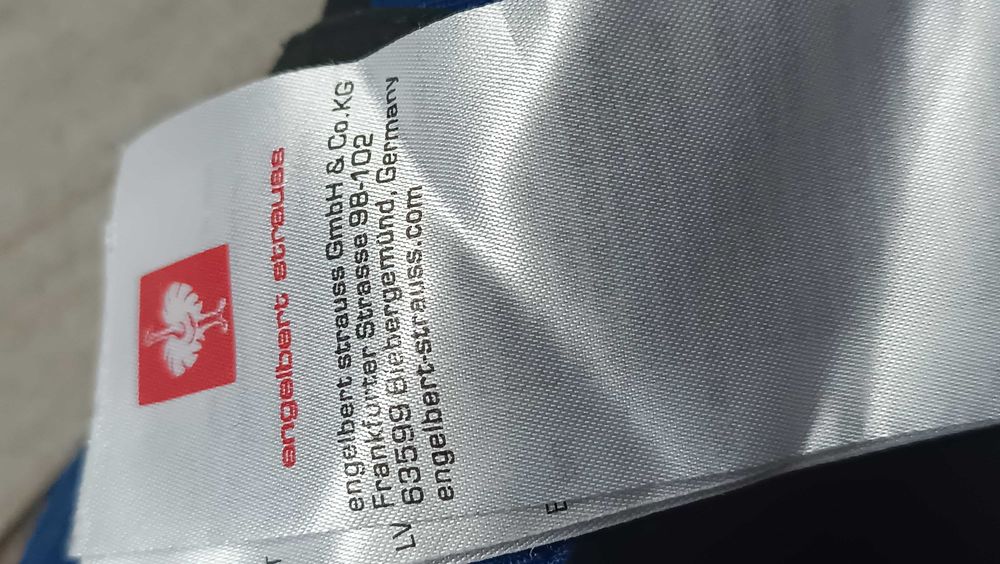 engelbert strauss
engelbert strauss GmbH & Co.KG
Frankfurter Strasse 98-102
63599 Biebergemünd, Germany
engelbert-strauss.com
LV
E
T